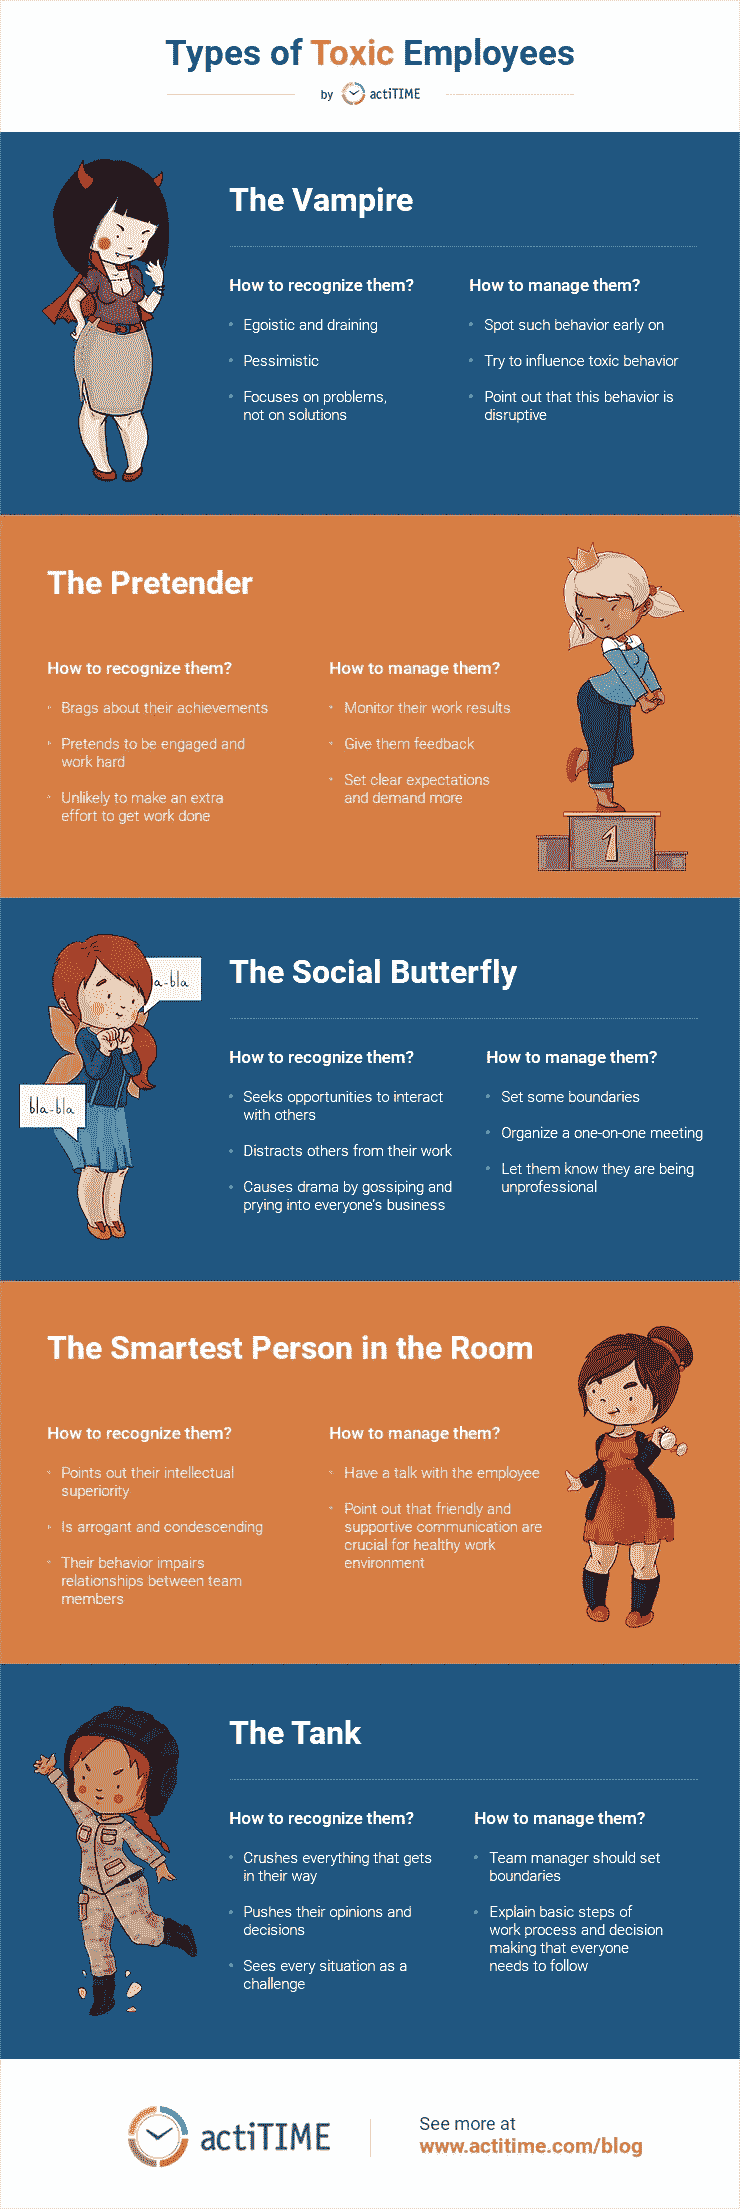 Types of Toxic Employees
by actiTIME
The Vampire
How to recognize them?
Egoistic and draining
Pessimistic
Focuses on problems,
not on solutions
How to manage them?
Spot such behavior early on
Try to influence toxic behavior
Point out that this behavior is
disruptive
The Pretender
How to recognize them?
Brags about their achievements
Pretends to be engaged and
work hard
Unlikely to make an extra
effort to get work done
How to manage them?
Monitor their work results
Give them feedback
Set clear expectations
and demand more
1
a-bla
bla-bla
The Social Butterfly
How to recognize them?
Seeks opportunities to interact
with others
Distracts others from their work
Causes drama by gossiping and
prying into everyone's business
How to manage them?
Set some boundaries
Organize a one-on-one meeting
Let them know they are being
unprofessional
The Smartest Person in the Room
How to recognize them?
Points out their intellectual
superiority
Is arrogant and condescending
Their behavior impairs
relationships between team
members
How to manage them?
Have a talk with the employee
Point out that friendly and
supportive communication are
crucial for healthy work
environment
The Tank
How to recognize them?
Crushes everything that gets
in their way
Pushes their opinions and
decisions
Sees every situation as a
challenge
How to manage them?
Team manager should set
boundaries
Explain basic steps of
work process and decision
making that everyone
needs to follow
actiTIME
See more at
www.actitime.com/blog